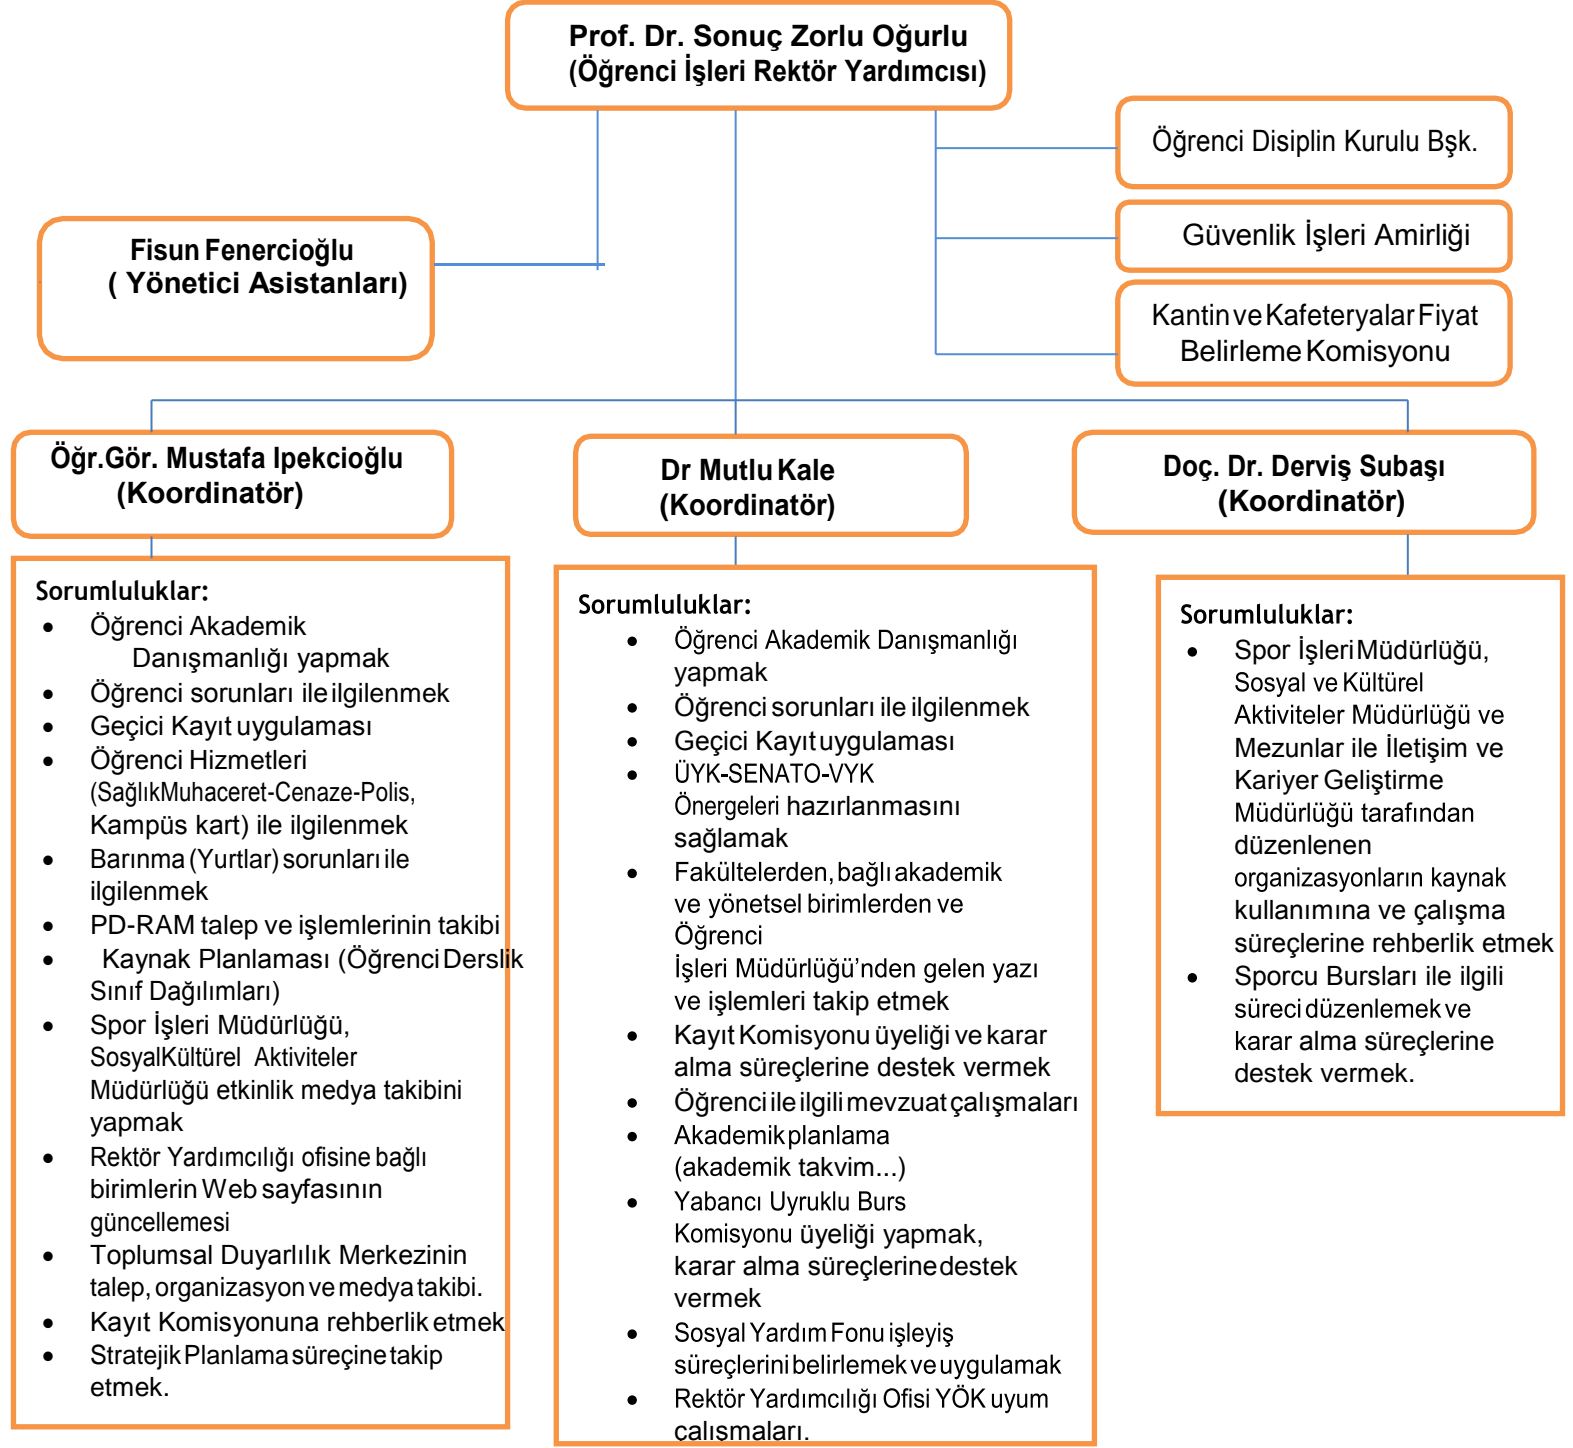 Prof. Dr. Sonuç Zorlu Oğurlu
(Öğrenci İşleri Rektör Yardımcısı)
Öğrenci Disiplin Kurulu Bşk.
Güvenlik İşleri Amirliği
Kantin ve Kafeteryalar Fiyat
Belirleme Komisyonu
Fisun Fenercioğlu
( Yönetici Asistanları)
Öğr.Gör. Mustafa Ipekcioğlu
(Koordinatör)
Sorumluluklar:
• Öğrenci Akademik
Danışmanlığı yapmak
• Öğrenci sorunları ile ilgilenmek
• Geçici Kayıt uygulaması
• Öğrenci Hizmetleri
(SağlıkMuhaceret-Cenaze-Polis,
Kampüs kart) ile ilgilenmek
• Barınma (Yurtlar) sorunları ile
ilgilenmek
• PD-RAM talep ve işlemlerinin takibi
• Kaynak Planlaması (Öğrenci Derslik
Sınıf Dağılımları)
• Spor İşleri Müdürlüğü,
SosyalKültürel Aktiviteler
Müdürlüğü etkinlik medya takibini
yapmak
• Rektör Yardımcılığı ofisine bağlı
birimlerin Web sayfasının
güncellemesi
• Toplumsal Duyarlılık Merkezinin
talep, organizasyon ve medya takibi.
• Kayıt Komisyonuna rehberlik etmek
• Stratejik Planlama süreçine takip
etmek.
Dr Mutlu Kale
(Koordinatör)
Sorumluluklar:
• Öğrenci Akademik Danışmanlığı
yapmak
• Öğrenci sorunları ile ilgilenmek
• Geçici Kayıt uygulaması
• ÜYK-SENATO-VYK
Önergeleri hazırlanmasını
sağlamak
• Fakültelerden, bağlı akademik
ve yönetsel birimlerden ve
Öğrenci
İşleri Müdürlüğü’nden gelen yazı
ve işlemleri takip etmek
• Kayıt Komisyonu üyeliği ve karar
alma süreçlerine destek vermek
• Öğrenci ile ilgili mevzuat çalışmaları
• Akademik planlama
(akademik takvim...)
• Yabancı Uyruklu Burs
Komisyonu üyeliği yapmak,
karar alma süreçlerine destek
vermek
• Sosyal Yardım Fonu işleyiş
süreçlerini belirlemek ve uygulamak
• Rektör Yardımcılığı Ofisi YÖK uyum
çalışmaları.
Doç. Dr. Derviş Subaşı
(Koordinatör)
Sorumluluklar:
• Spor İşleri Müdürlüğü,
Sosyal ve Kültürel
Aktiviteler Müdürlüğü ve
Mezunlar ile İletişim ve
Kariyer Geliştirme
Müdürlüğü tarafından
düzenlenen
organizasyonların kaynak
kullanımına ve çalışma
süreçlerine rehberlik etmek
• Sporcu Bursları ile ilgili
süreci düzenlemek ve
karar alma süreçlerine
destek vermek.